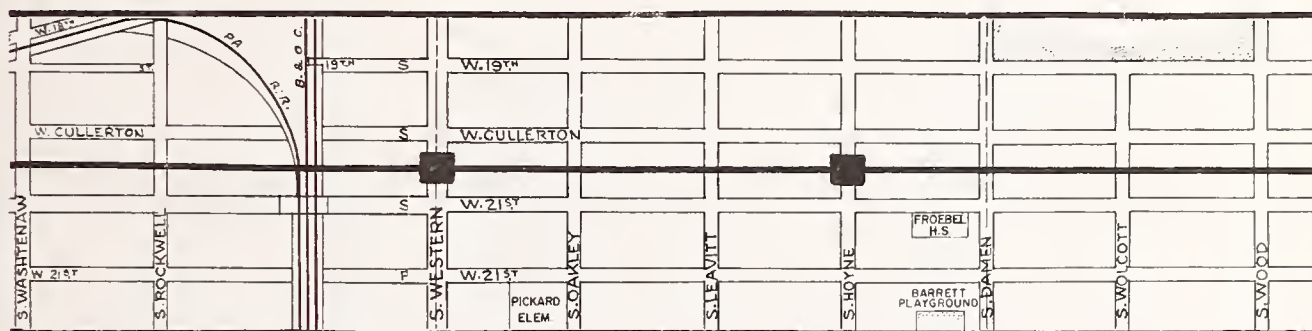 W. 18TH
PA
R.R.
B. & O. C.
ST.
19TH
S
W. 19TH
W. CULLERTON
S
W. CULLERTON
S
W. 21ST
FROEBEL
H.S.
W 21ST
P
W. 21ST
PICKARD
ELEM.
BARRETT
PLAYGROUND
S. WASHTENAW
S. ROCKWELL
S. WESTERN
S. OAKLEY
S. LEAVITT
S. HOYNE
S. DAMEN
S. WOLCOTT
S. WOOD